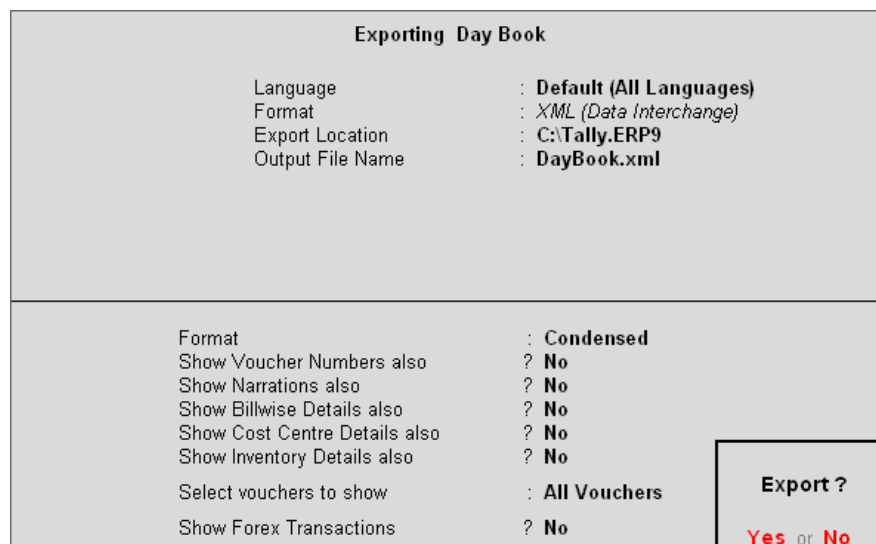 Exporting Day Book
Language : Default (All Languages)
Format : XML (Data Interchange)
Export Location : C:\Tally.ERP9
Output File Name : DayBook.xml
Format : Condensed
Show Voucher Numbers also ? No
Show Narrations also ? No
Show Billwise Details also ? No
Show Cost Centre Details also ? No
Show Inventory Details also ? No
Select vouchers to show : All Vouchers
Show Forex Transactions ? No
Export ?
Yes or No